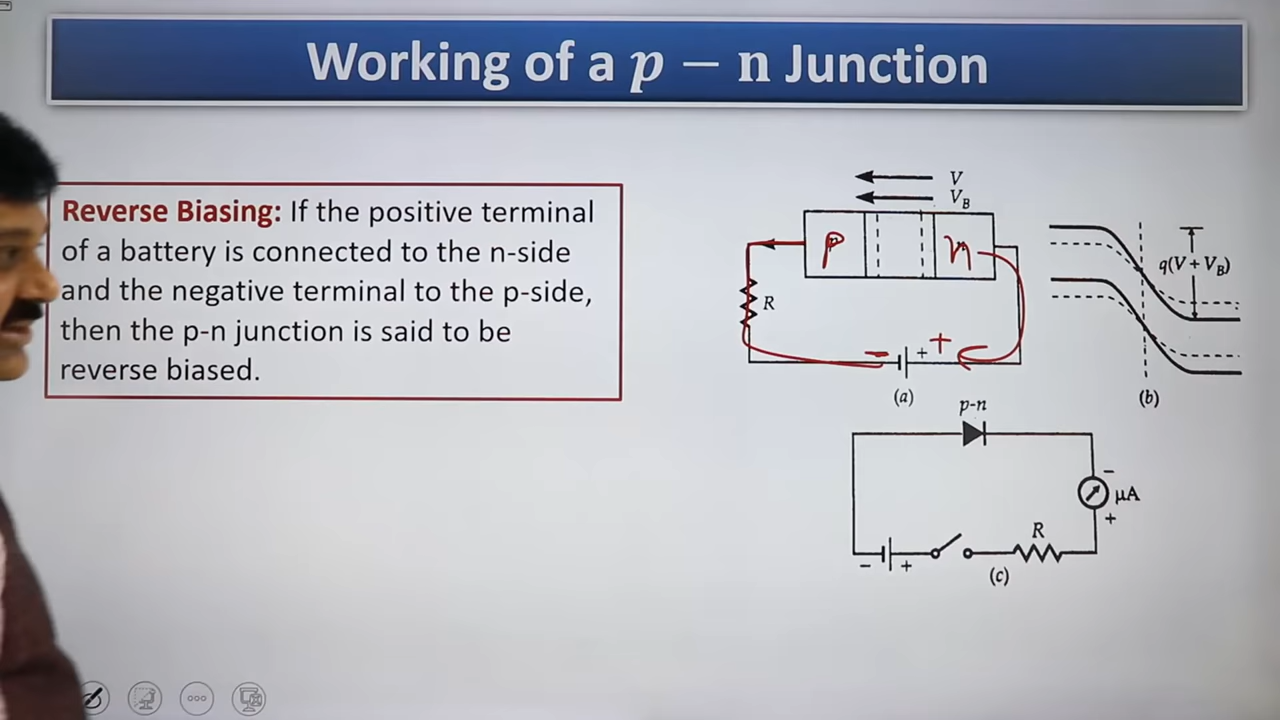 Working of a p − n Junction
Reverse Biasing: If the positive terminal
of a battery is connected to the n-side
and the negative terminal to the p-side,
then the p-n junction is said to be
reverse biased.
V
V_B
p n
R
− + +
(a)
q(V + V_B)
(b)
p-n
−
μA
+
R
− +
(c)